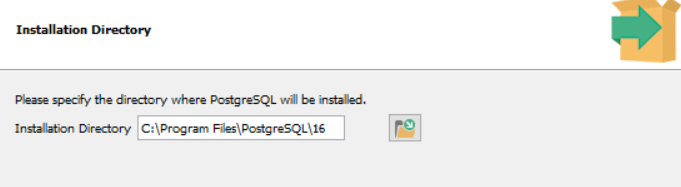 Installation Directory
Please specify the directory where PostgreSQL will be installed.
Installation Directory C:\Program Files\PostgreSQL\16